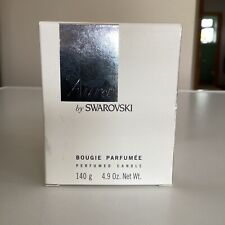 by SWAROVSKI
BOUGIE PARFUMÉE
PERFUMED CANDLE
140 g 4.9 Oz. Net Wt.